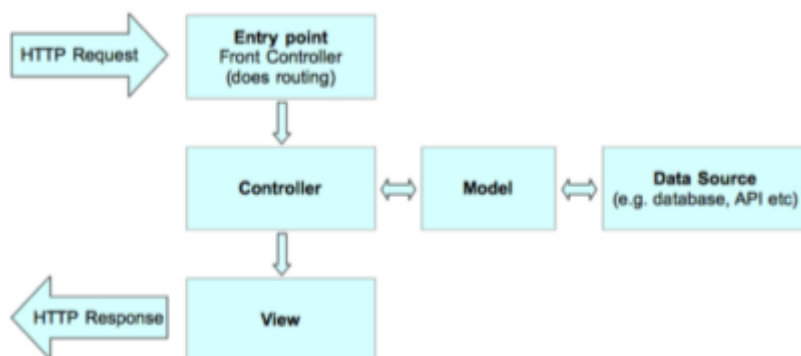 HTTP Request
Entry point
Front Controller
(does routing)
Controller
Model
Data Source
(e.g. database, API etc)
HTTP Response
View